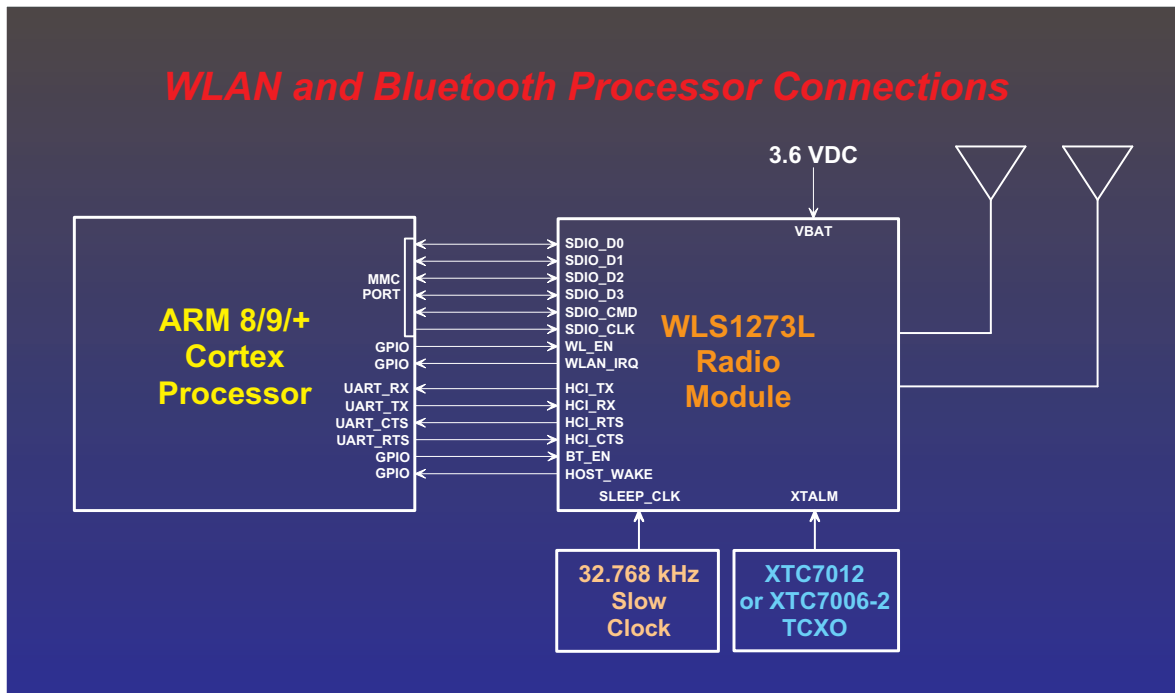 WLAN and Bluetooth Processor Connections
3.6 VDC
VBAT
MMC
PORT
ARM 8/9/+
Cortex
Processor
GPIO
GPIO
UART_RX
UART_TX
UART_CTS
UART_RTS
GPIO
GPIO
SDIO_D0
SDIO_D1
SDIO_D2
SDIO_D3
SDIO_CMD
SDIO_CLK
WL_EN
WLAN_IRQ
HCI_TX
HCI_RX
HCI_RTS
HCI_CTS
BT_EN
HOST_WAKE
WLS1273L
Radio
Module
SLEEP_CLK
XTALM
32.768 kHz
Slow
Clock
XTC7012
or XTC7006-2
TCXO